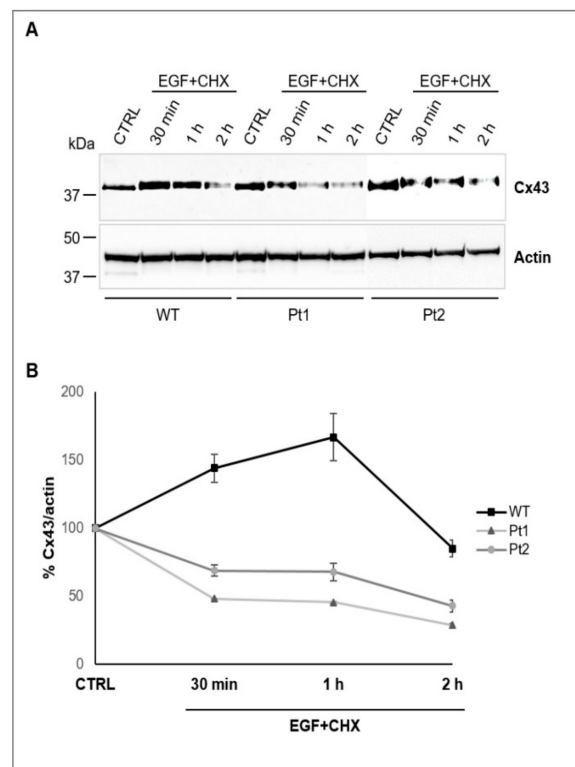 A
EGF+CHX EGF+CHX EGF+CHX
CTRL 30 min 1 h 2 h CTRL 30 min 1 h 2 h CTRL 30 min 1 h 2 h
kDa
37
Cx43
50
37
Actin
WT Pt1 Pt2
B
% Cx43/actin
200
150
100
50
0
WT
Pt1
Pt2
CTRL 30 min 1 h 2 h
EGF+CHX